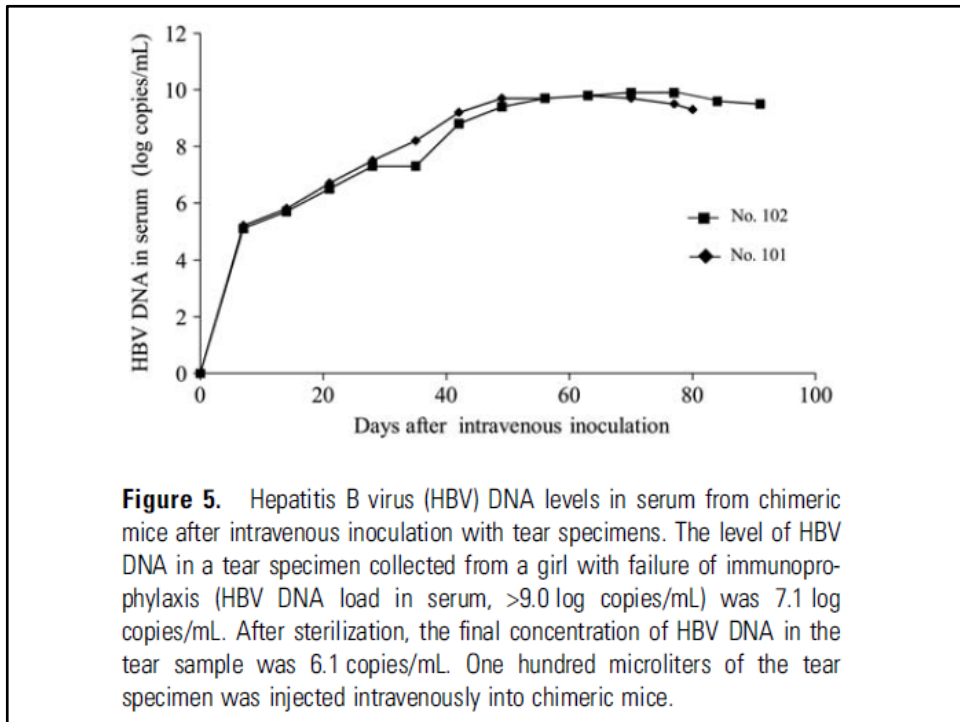 12
10
8
6
4
2
0
HBV DNA in serum (log copies/mL)
No. 102
No. 101
0 20 40 60 80 100
Days after intravenous inoculation
Figure 5. Hepatitis B virus (HBV) DNA levels in serum from chimeric
mice after intravenous inoculation with tear specimens. The level of HBV
DNA in a tear specimen collected from a girl with failure of immunopro-
phylaxis (HBV DNA load in serum, >9.0 log copies/mL) was 7.1 log
copies/mL. After sterilization, the final concentration of HBV DNA in the
tear sample was 6.1 copies/mL. One hundred microliters of the tear
specimen was injected intravenously into chimeric mice.